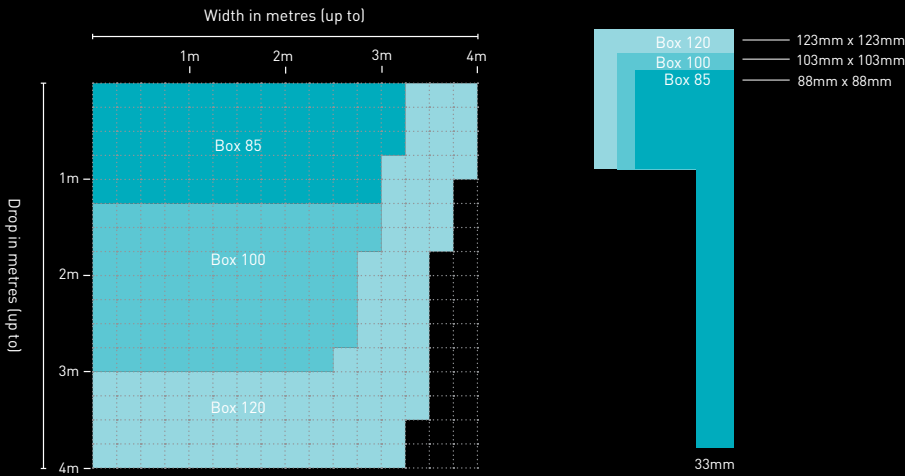 Width in metres (up to)
1m
2m
3m
4m
Drop in metres (up to)
1m
2m
3m
4m
Box 85
Box 100
Box 120
Box 120
123mm x 123mm
Box 100
103mm x 103mm
Box 85
88mm x 88mm
33mm